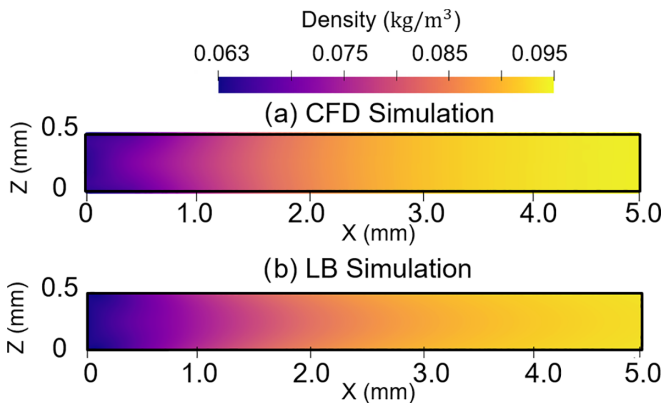 Density (kg/m³)
0.063 0.075 0.085 0.095
(a) CFD Simulation
Z (mm)
0.5
0
0 1.0 2.0 3.0 4.0 5.0
X (mm)
(b) LB Simulation
Z (mm)
0.5
0
0 1.0 2.0 3.0 4.0 5.0
X (mm)